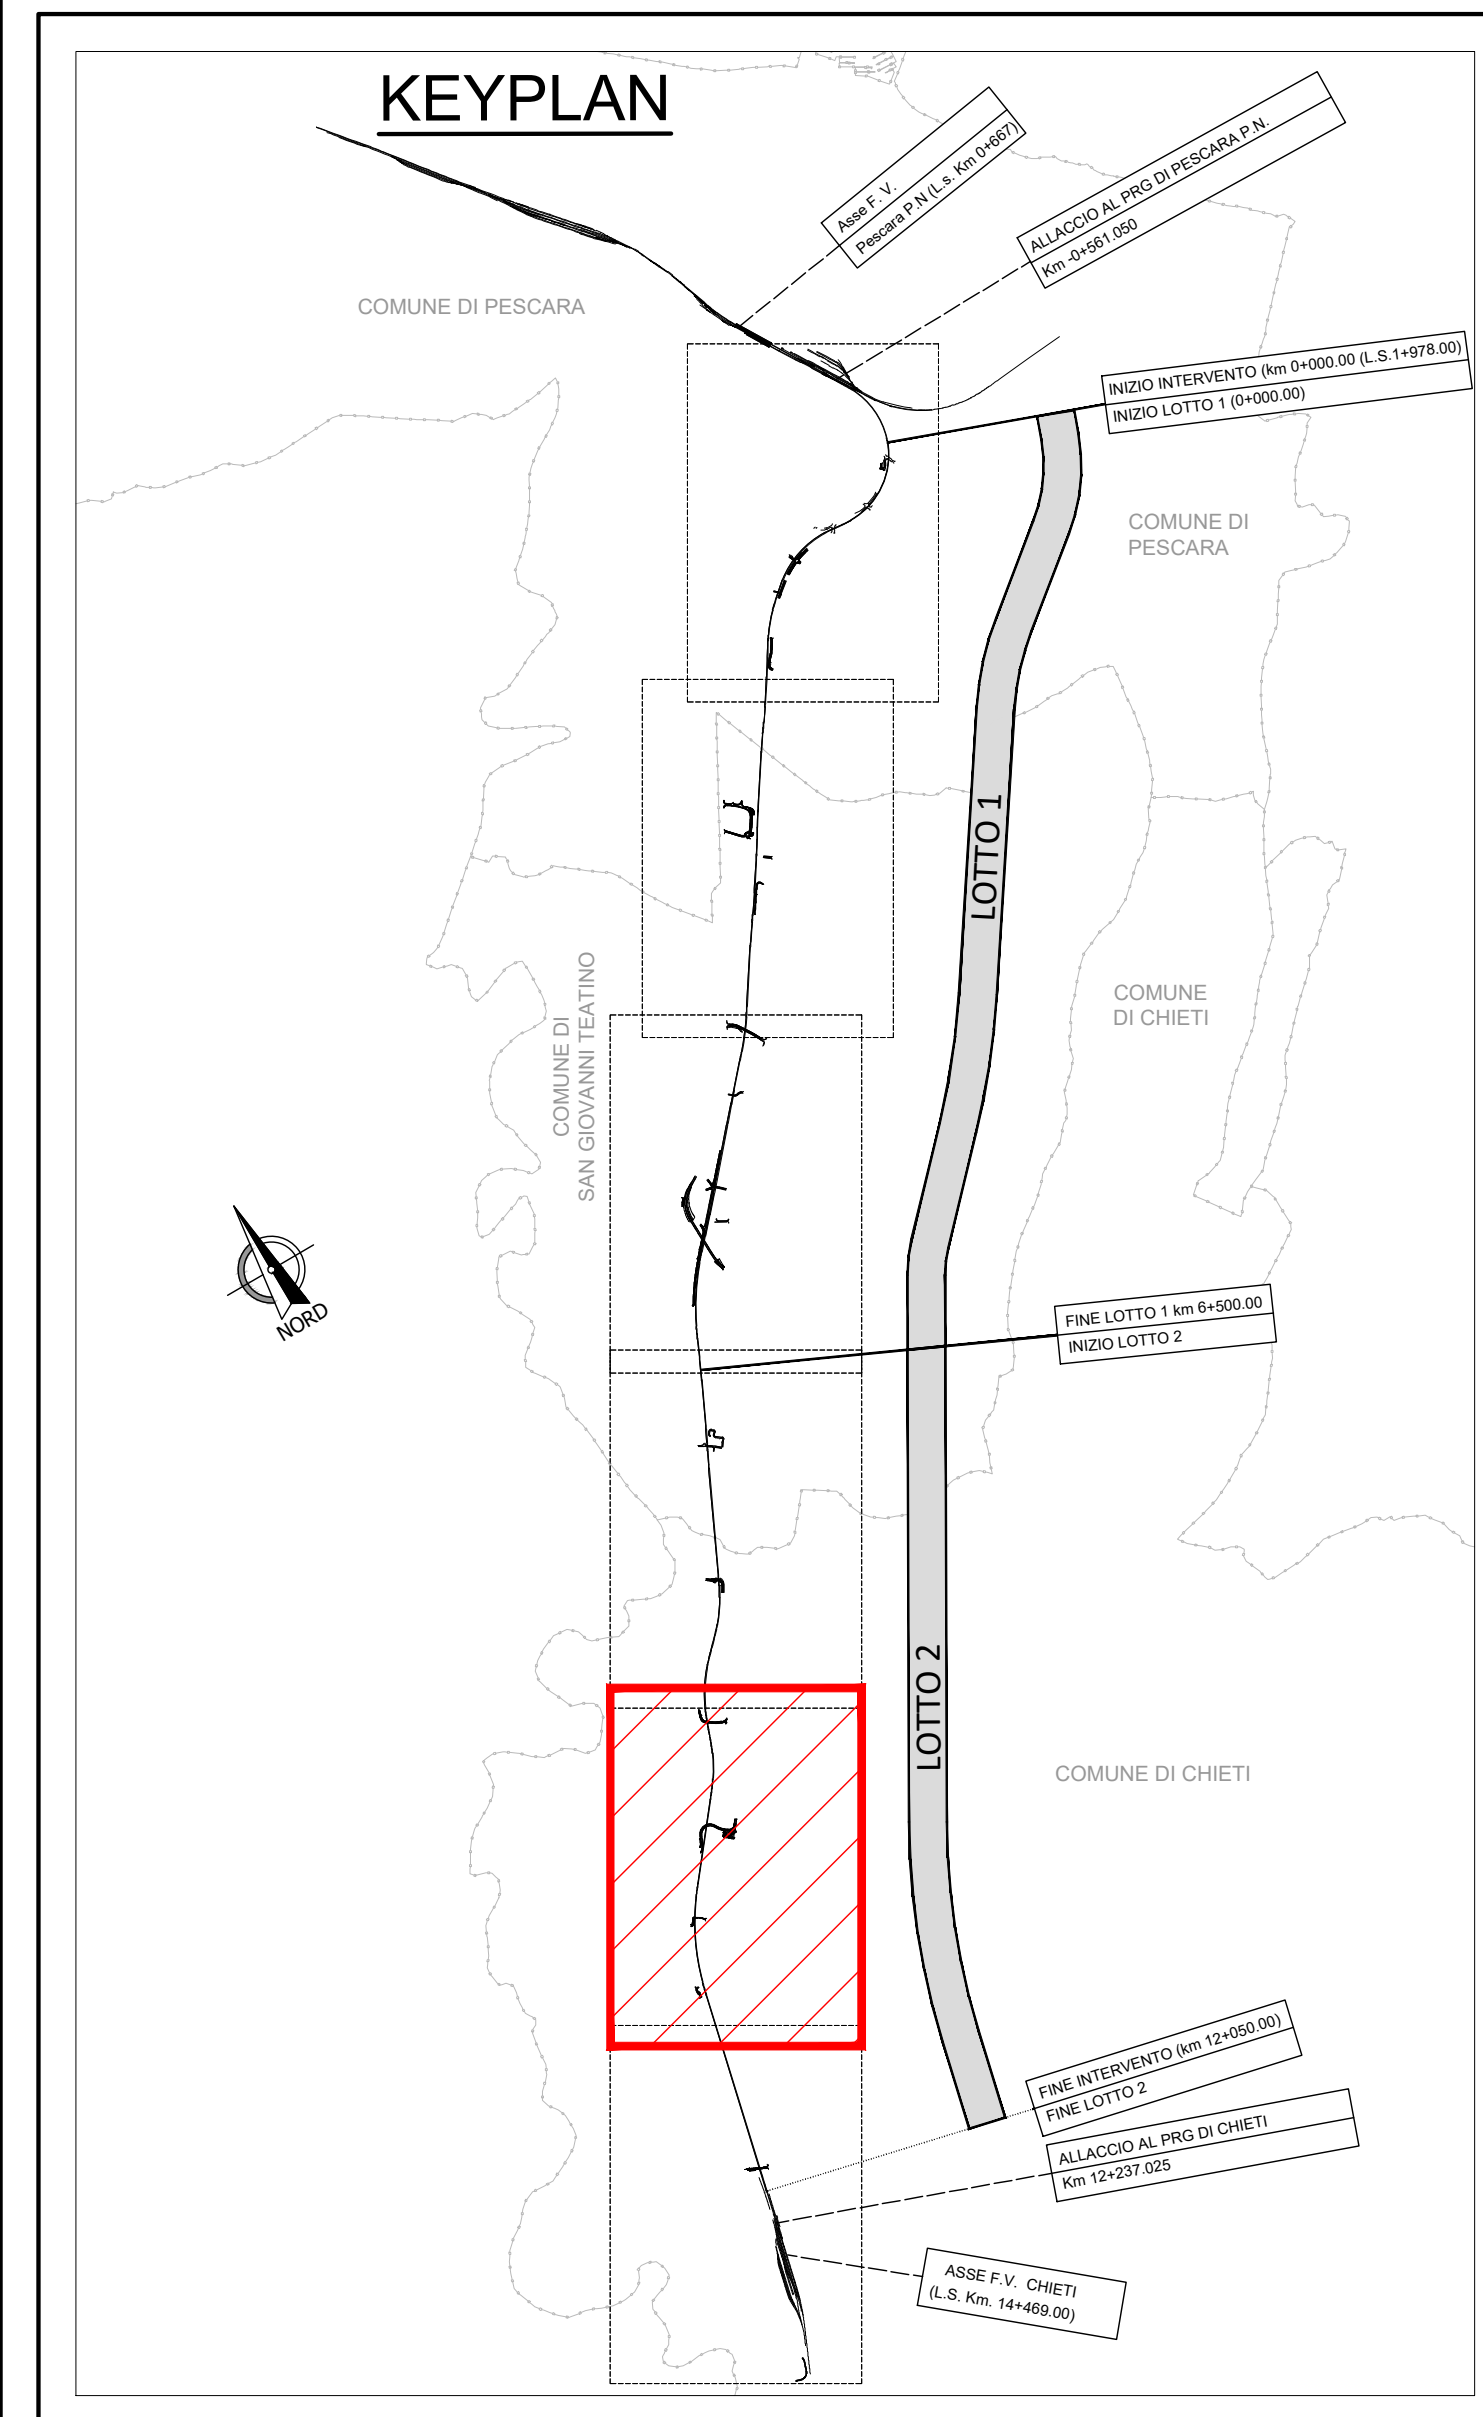 KEYPLAN
Asse F. V.
Pescara P.N (L.s. Km 0+667)
ALLACCIO AL PRG DI PESCARA P.N.
Km -0+561.050
COMUNE DI PESCARA
INIZIO INTERVENTO (km 0+000.00 (L.S.1+978.00)
INIZIO LOTTO 1 (0+000.00)
COMUNE DI
PESCARA
LOTTO 1
COMUNE DI
SAN GIOVANNI TEATINO
COMUNE
DI CHIETI
NORD
FINE LOTTO 1 km 6+500.00
INIZIO LOTTO 2
LOTTO 2
COMUNE DI CHIETI
FINE INTERVENTO (km 12+050.00)
FINE LOTTO 2
ALLACCIO AL PRG DI CHIETI
Km 12+237.025
ASSE F.V. CHIETI
(L.S. Km. 14+469.00)